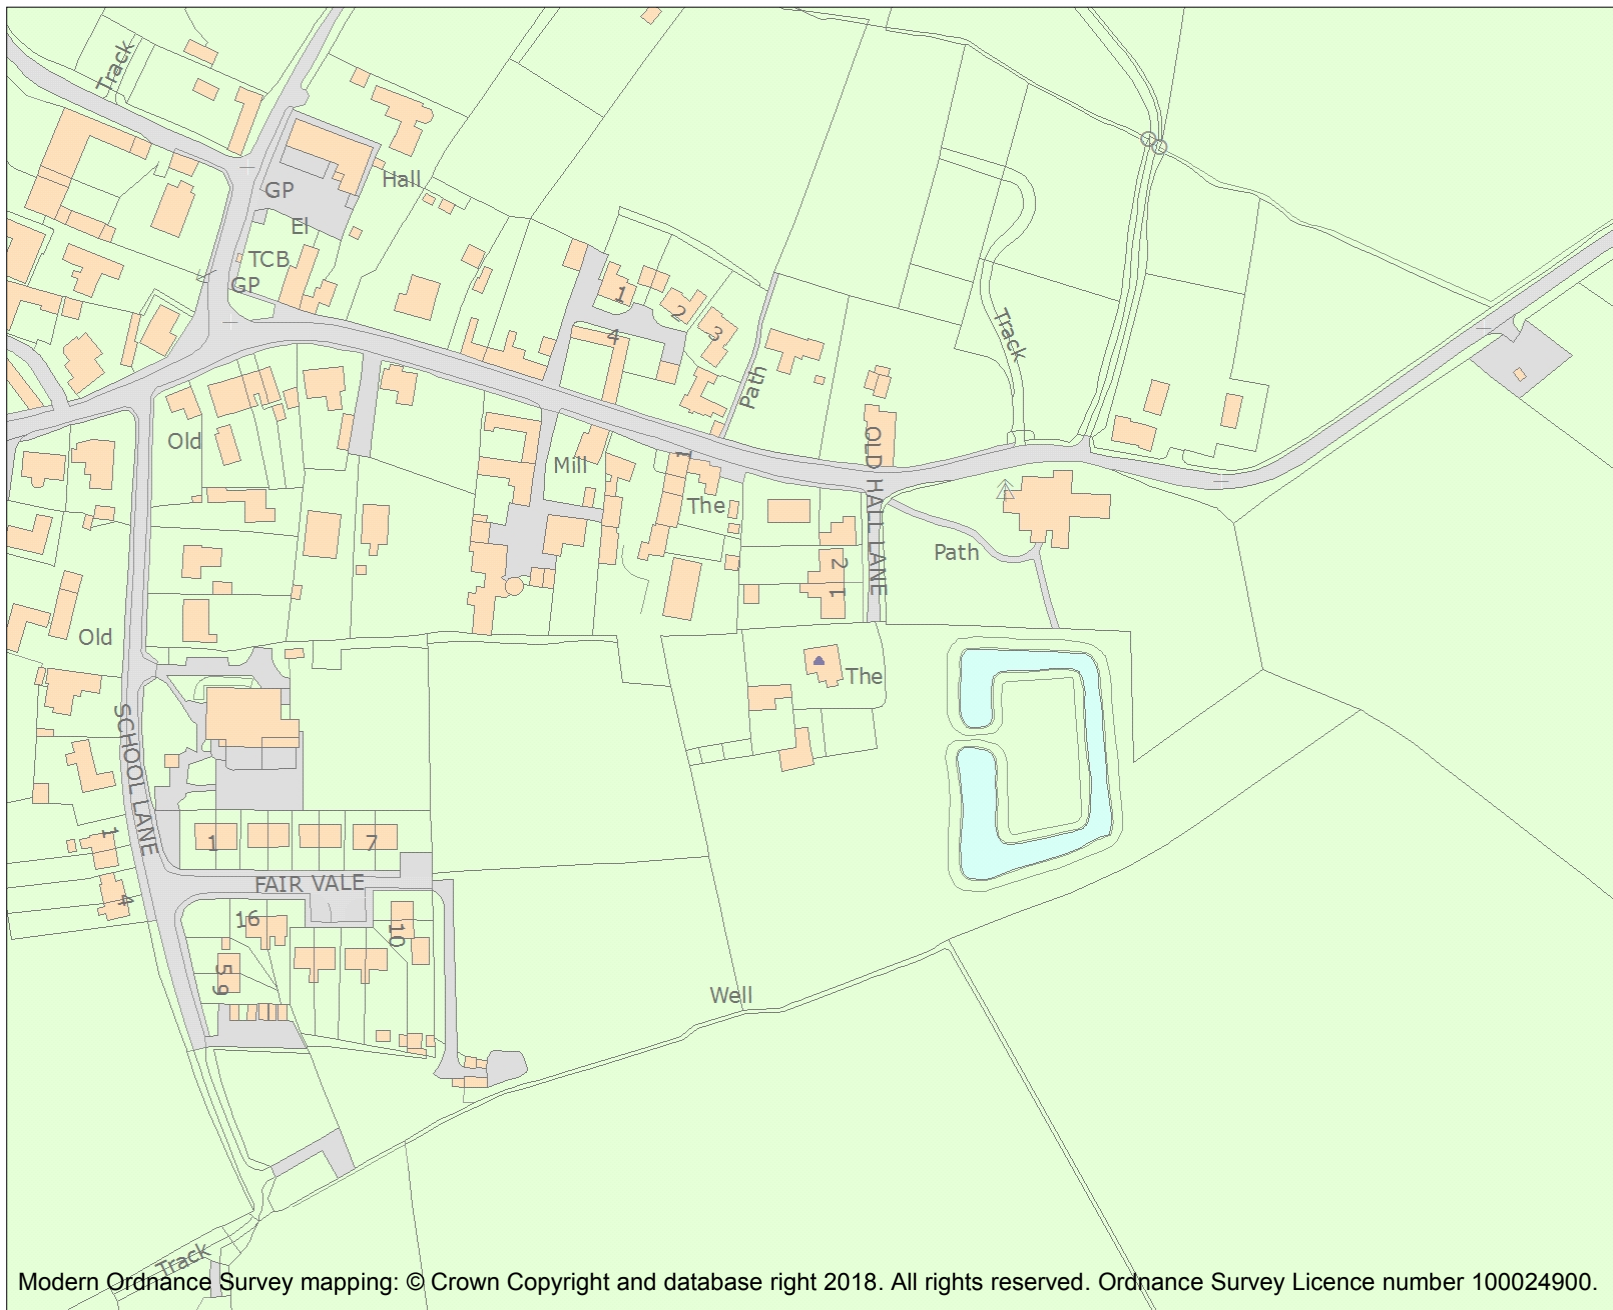 Track
Hall
GP
El
TCB
GP
1
2
4
3
Track
Path
Old
OLD HALL LANE
Mill
1
The
Path
2
1
Old
The
SCHOOL LANE
1
1
7
FAIR VALE
4
16
10
59
Well
Track
Modern Ordnance Survey mapping: © Crown Copyright and database right 2018. All rights reserved. Ordnance Survey Licence number 100024900.